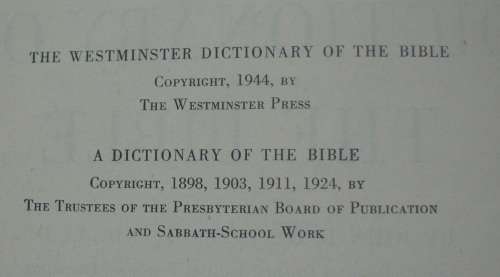 THE WESTMINSTER DICTIONARY OF THE BIBLE
COPYRIGHT, 1944, BY
THE WESTMINSTER PRESS
A DICTIONARY OF THE BIBLE
COPYRIGHT, 1898, 1903, 1911, 1924, BY
THE TRUSTEES OF THE PRESBYTERIAN BOARD OF PUBLICATION
AND SABBATH-SCHOOL WORK